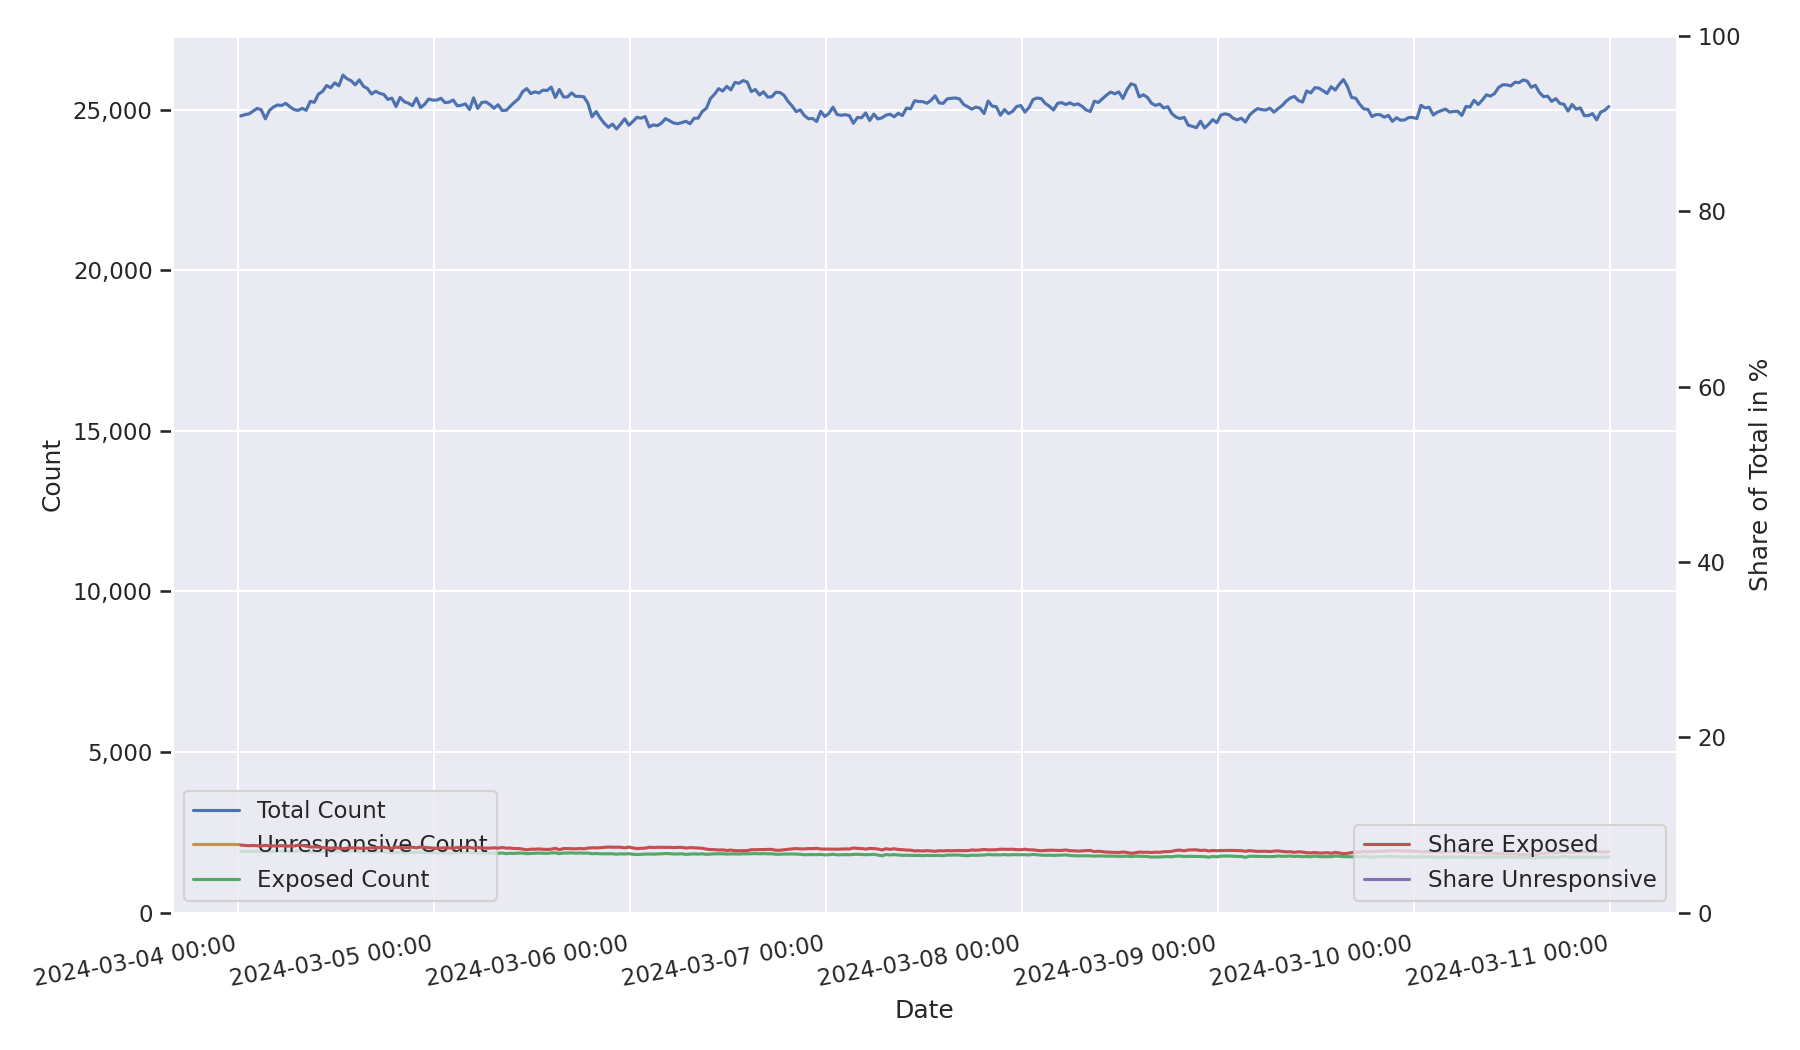 100
25,000
80
20,000
60
15,000
Count
Share of Total in %
10,000
40
5,000
20
Total Count
Unresponsive Count
Exposed Count
Share Exposed
Share Unresponsive
0
0
2024-03-04 00:00
2024-03-05 00:00
2024-03-06 00:00
2024-03-07 00:00
2024-03-08 00:00
2024-03-09 00:00
2024-03-10 00:00
2024-03-11 00:00
Date